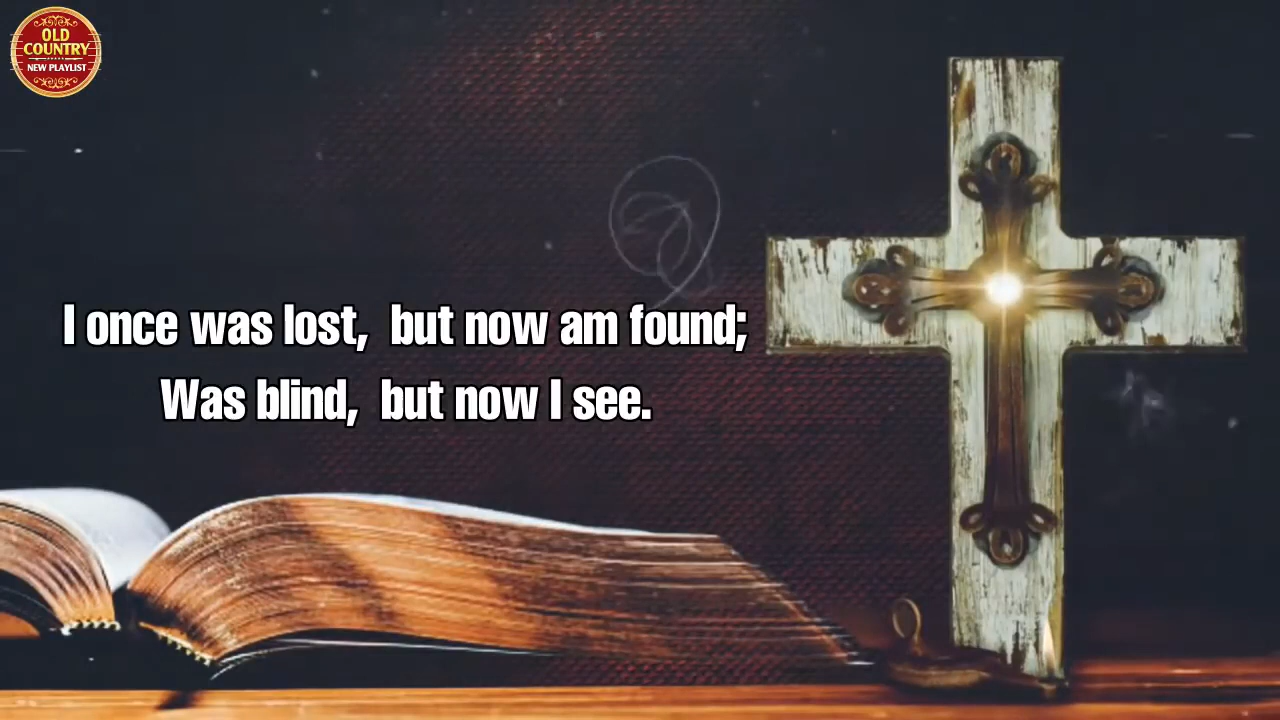 OLD
COUNTRY
NEW PLAYLIST
I once was lost, but now am found;
Was blind, but now I see.